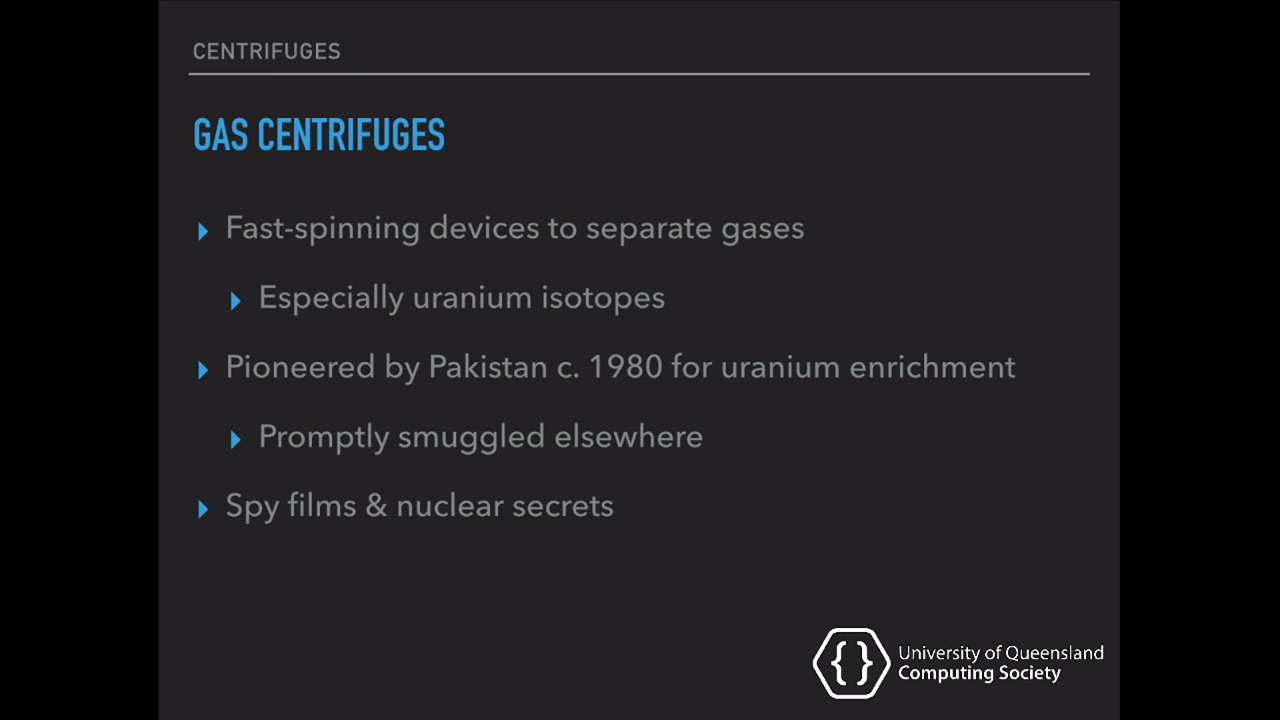 CENTRIFUGES
GAS CENTRIFUGES
Fast-spinning devices to separate gases
Especially uranium isotopes
Pioneered by Pakistan c. 1980 for uranium enrichment
Promptly smuggled elsewhere
Spy films & nuclear secrets
{} University of Queensland
Computing Society